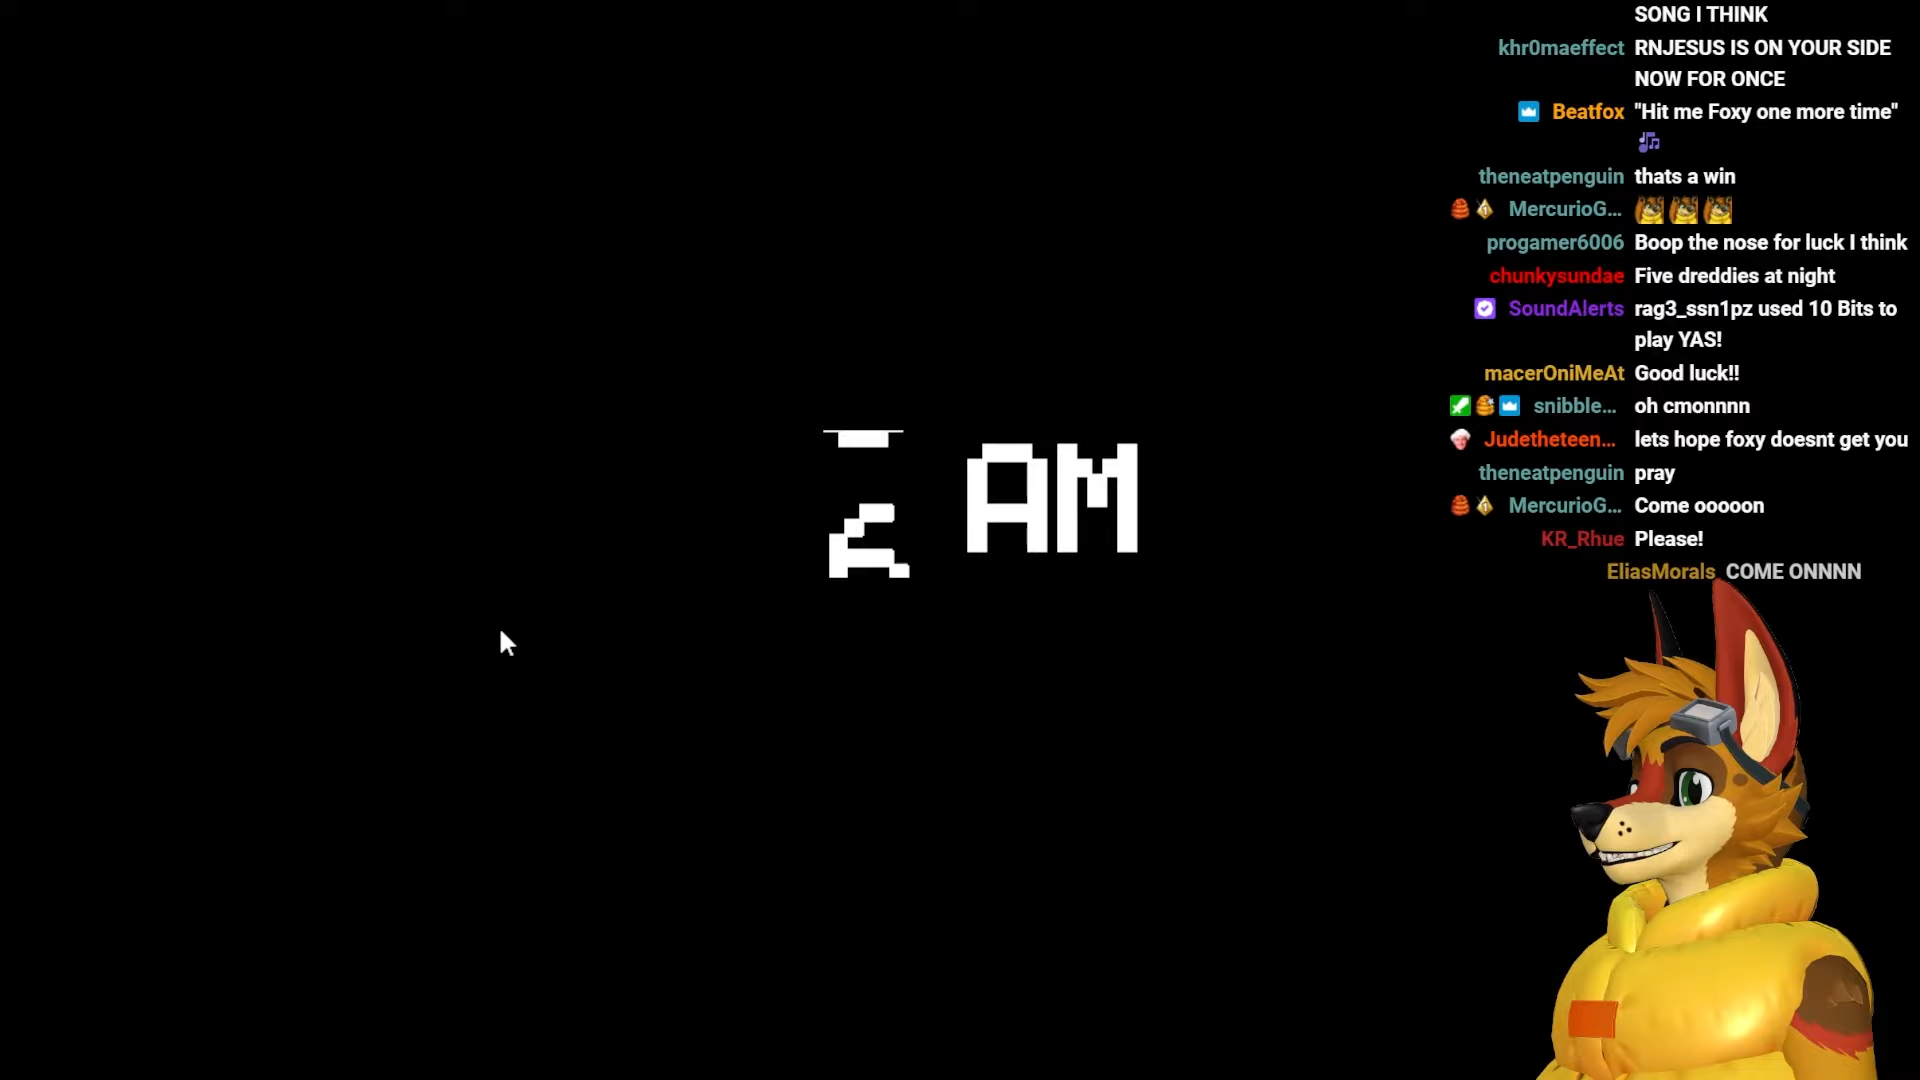 SONG I THINK
khr0maeffect RNJESUS IS ON YOUR SIDE
NOW FOR ONCE
Beatfox "Hit me Foxy one more time"
theneatpenguin thats a win
MercurioG...
progamer6006 Boop the nose for luck I think
chunkysundae Five dreddies at night
SoundAlerts rag3_ssn1pz used 10 Bits to
play YAS!
macerOniMeAt Good luck!!
snibble... oh cmonnnn
Judetheteen... lets hope foxy doesnt get you
theneatpenguin pray
MercurioG... Come ooooon
KR_Rhue Please!
EliasMorals COME ONNNN
AM